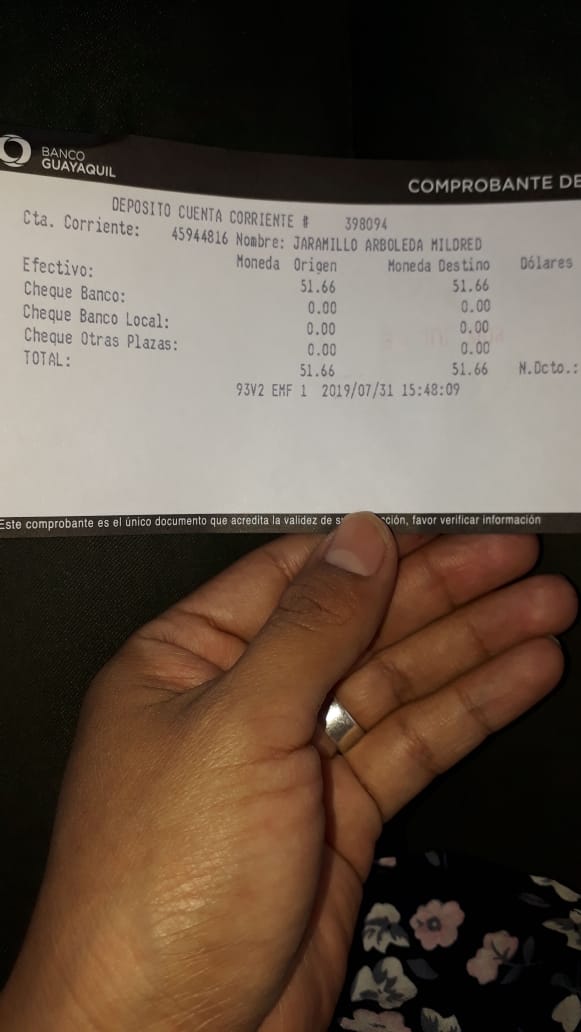 BANCO
GUAYAQUIL
COMPROBANTE DE
DEPOSITO CUENTA CORRIENTE # 398094
Cta. Corriente: 45944816 Nombre: JARAMILLO ARBOLEDA MILDRED
Moneda Origen Moneda Destino Dólares
Efectivo: 51.66 51.66
Cheque Banco: 0.00 0.00
Cheque Banco Local: 0.00 0.00
Cheque Otras Plazas: 0.00 0.00
TOTAL: 51.66 51.66 N.Dcto.:
93V2 EMF 1 2019/07/31 15:48:09
Este comprobante es el único documento que acredita la validez de favor verificar información